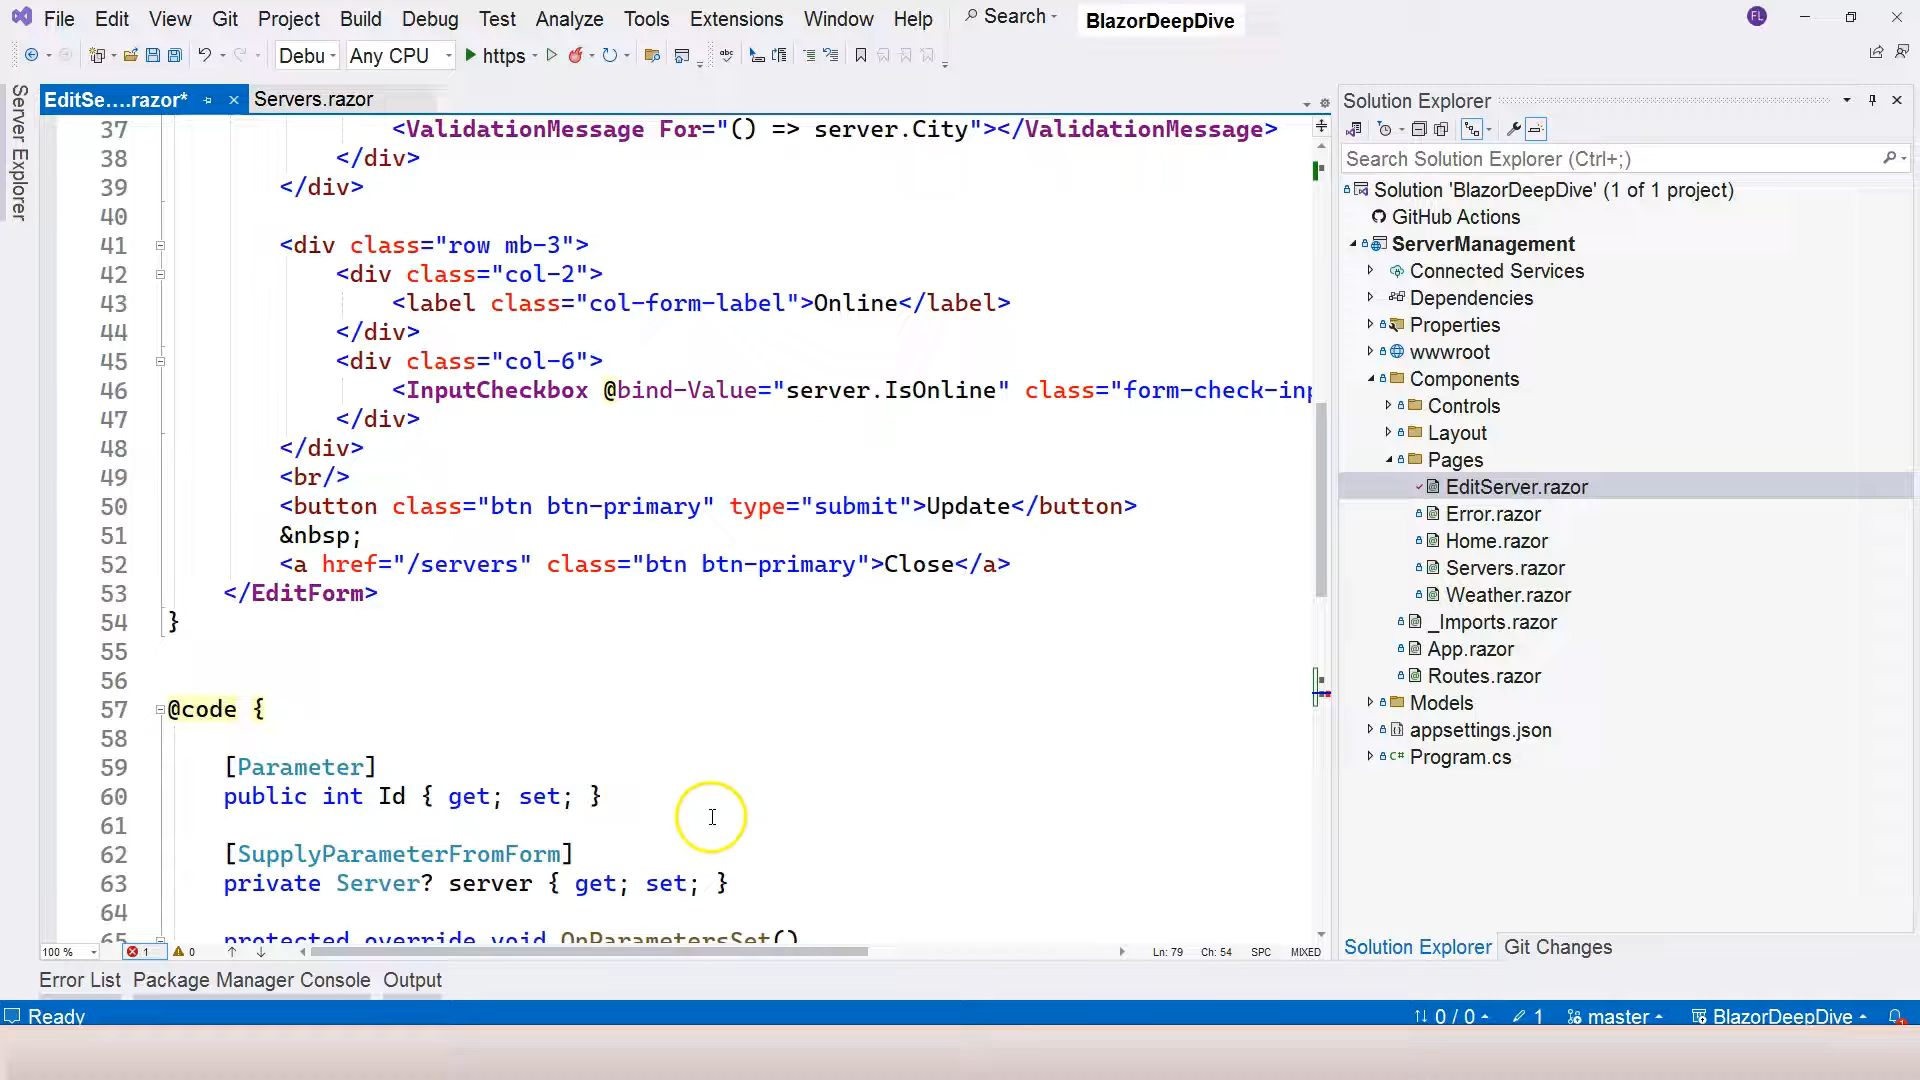 File Edit View Git Project Build Debug Test Analyze Tools Extensions Window Help Search BlazorDeepDive FL
Debu Any CPU https
Server Explorer
EditSe....razor* Servers.razor
37 <ValidationMessage For="() => server.City"></ValidationMessage>
38 </div>
39 </div>
40
41 <div class="row mb-3">
42 <div class="col-2">
43 <label class="col-form-label">Online</label>
44 </div>
45 <div class="col-6">
46 <InputCheckbox @bind-Value="server.IsOnline" class="form-check-inp
47 </div>
48 </div>
49 <br/>
50 <button class="btn btn-primary" type="submit">Update</button>
51 &nbsp;
52 <a href="/servers" class="btn btn-primary">Close</a>
53 </EditForm>
54 }
55
56
57 @code {
58
59 [Parameter]
60 public int Id { get; set; }
61
62 [SupplyParameterFromForm]
63 private Server? server { get; set; }
64
65 protected override void OnParametersSet()
100 % 1 0 Ln: 79 Ch: 54 SPC MIXED
Error List Package Manager Console Output
Solution Explorer
Search Solution Explorer (Ctrl+;)
Solution 'BlazorDeepDive' (1 of 1 project)
GitHub Actions
ServerManagement
Connected Services
Dependencies
Properties
wwwroot
Components
Controls
Layout
Pages
EditServer.razor
Error.razor
Home.razor
Servers.razor
Weather.razor
_Imports.razor
App.razor
Routes.razor
Models
appsettings.json
C# Program.cs
Solution Explorer Git Changes
Ready 0 / 0 1 master BlazorDeepDive